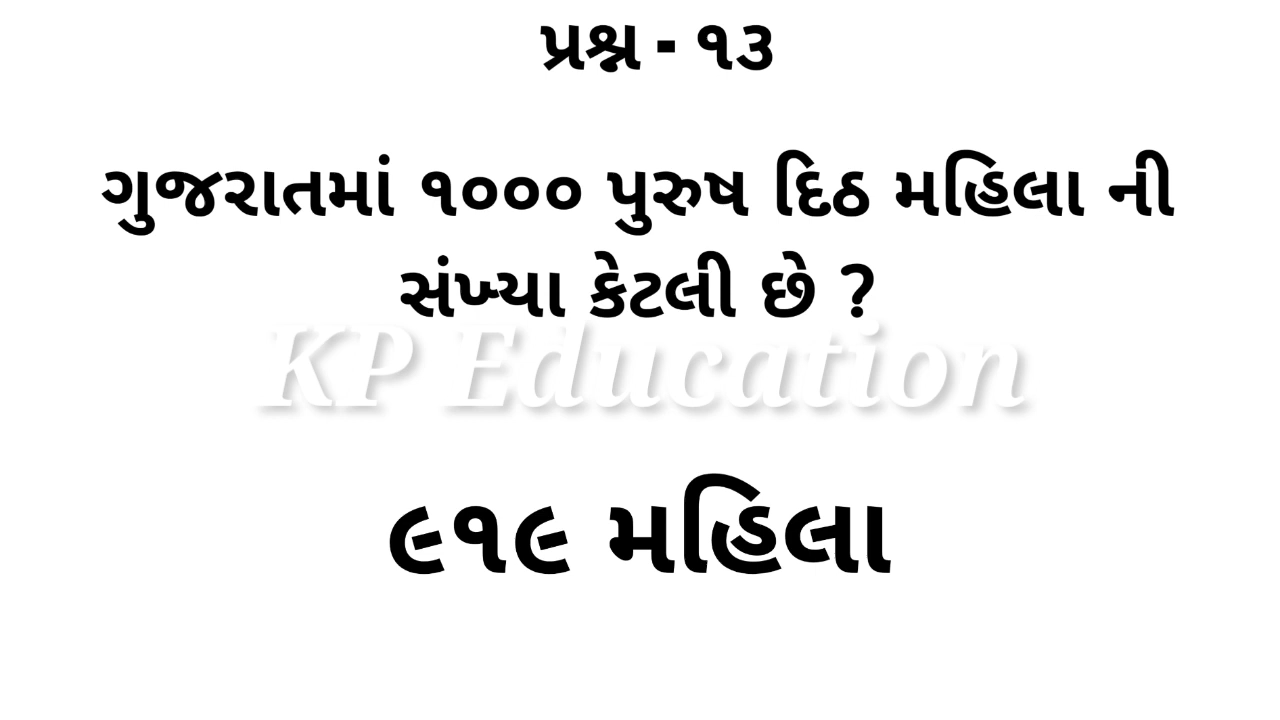 પ્રશ્ન - ૧૩
ગુજરાતમાં ૧૦૦૦ પુરુષ દિઠ મહિલા ની
સંખ્યા કેટલી છે ?
KP Education
૯૧૯ મહિલા